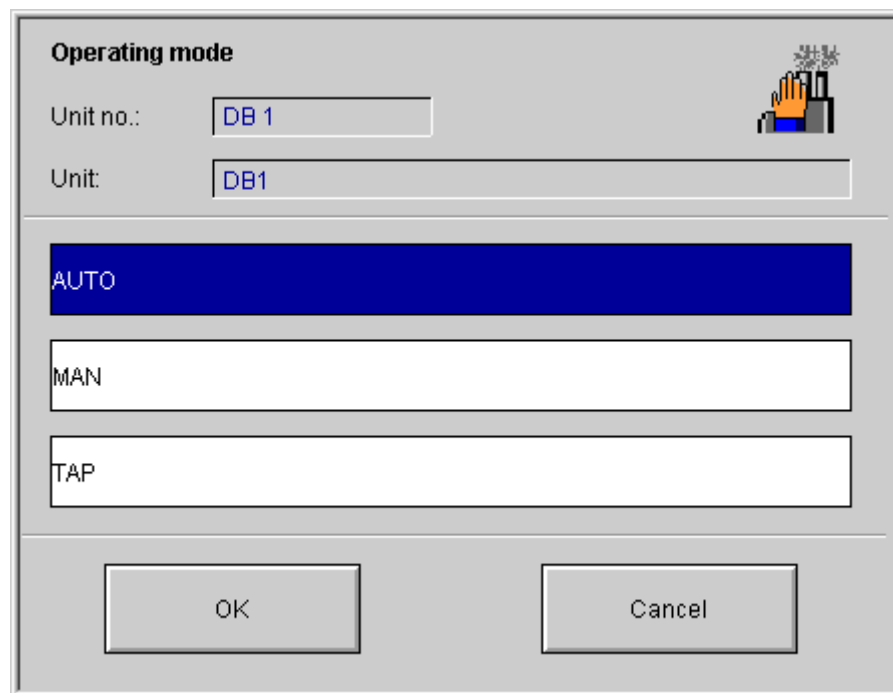 Operating mode
Unit no.: DB 1
Unit: DB1
AUTO
MAN
TAP
OK Cancel